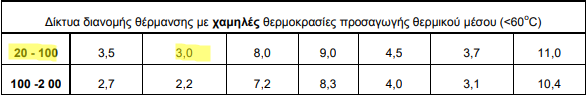 Δίκτυα διανομής θέρμανσης με χαμηλές θερμοκρασίες προσαγωγής θερμικού μέσου (<60°C)
20 - 100 3,5 3,0 8,0 9,0 4,5 3,7 11,0
100 -2 00 2,7 2,2 7,2 8,3 4,0 3,1 10,4